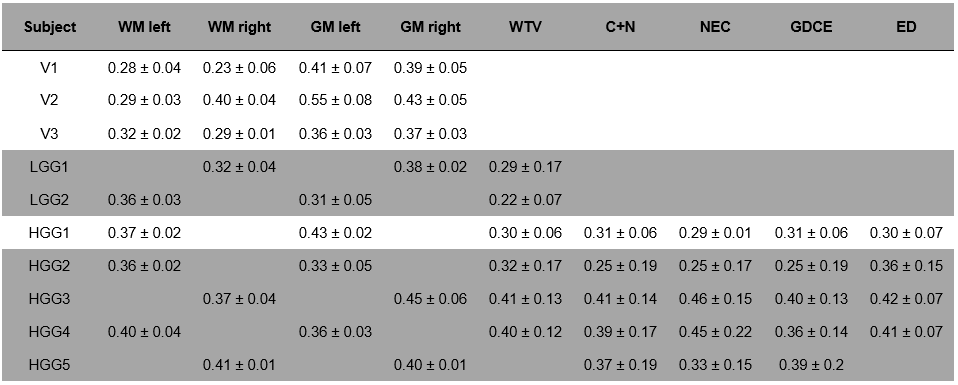 Subject WM left WM right GM left GM right WTV C+N NEC GDCE ED
V1 0.28 ± 0.04 0.23 ± 0.06 0.41 ± 0.07 0.39 ± 0.05
V2 0.29 ± 0.03 0.40 ± 0.04 0.55 ± 0.08 0.43 ± 0.05
V3 0.32 ± 0.02 0.29 ± 0.01 0.36 ± 0.03 0.37 ± 0.03
LGG1 0.32 ± 0.04 0.38 ± 0.02 0.29 ± 0.17
LGG2 0.36 ± 0.03 0.31 ± 0.05 0.22 ± 0.07
HGG1 0.37 ± 0.02 0.43 ± 0.02 0.30 ± 0.06 0.31 ± 0.06 0.29 ± 0.01 0.31 ± 0.06 0.30 ± 0.07
HGG2 0.36 ± 0.02 0.33 ± 0.05 0.32 ± 0.17 0.25 ± 0.19 0.25 ± 0.17 0.25 ± 0.19 0.36 ± 0.15
HGG3 0.37 ± 0.04 0.45 ± 0.06 0.41 ± 0.13 0.41 ± 0.14 0.46 ± 0.15 0.40 ± 0.13 0.42 ± 0.07
HGG4 0.40 ± 0.04 0.36 ± 0.03 0.40 ± 0.12 0.39 ± 0.17 0.45 ± 0.22 0.36 ± 0.14 0.41 ± 0.07
HGG5 0.41 ± 0.01 0.40 ± 0.01 0.37 ± 0.19 0.33 ± 0.15 0.39 ± 0.2